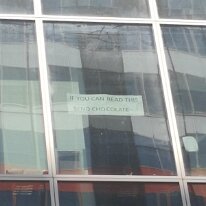 IF YOU CAN READ THIS
SEND CHOCOLATE